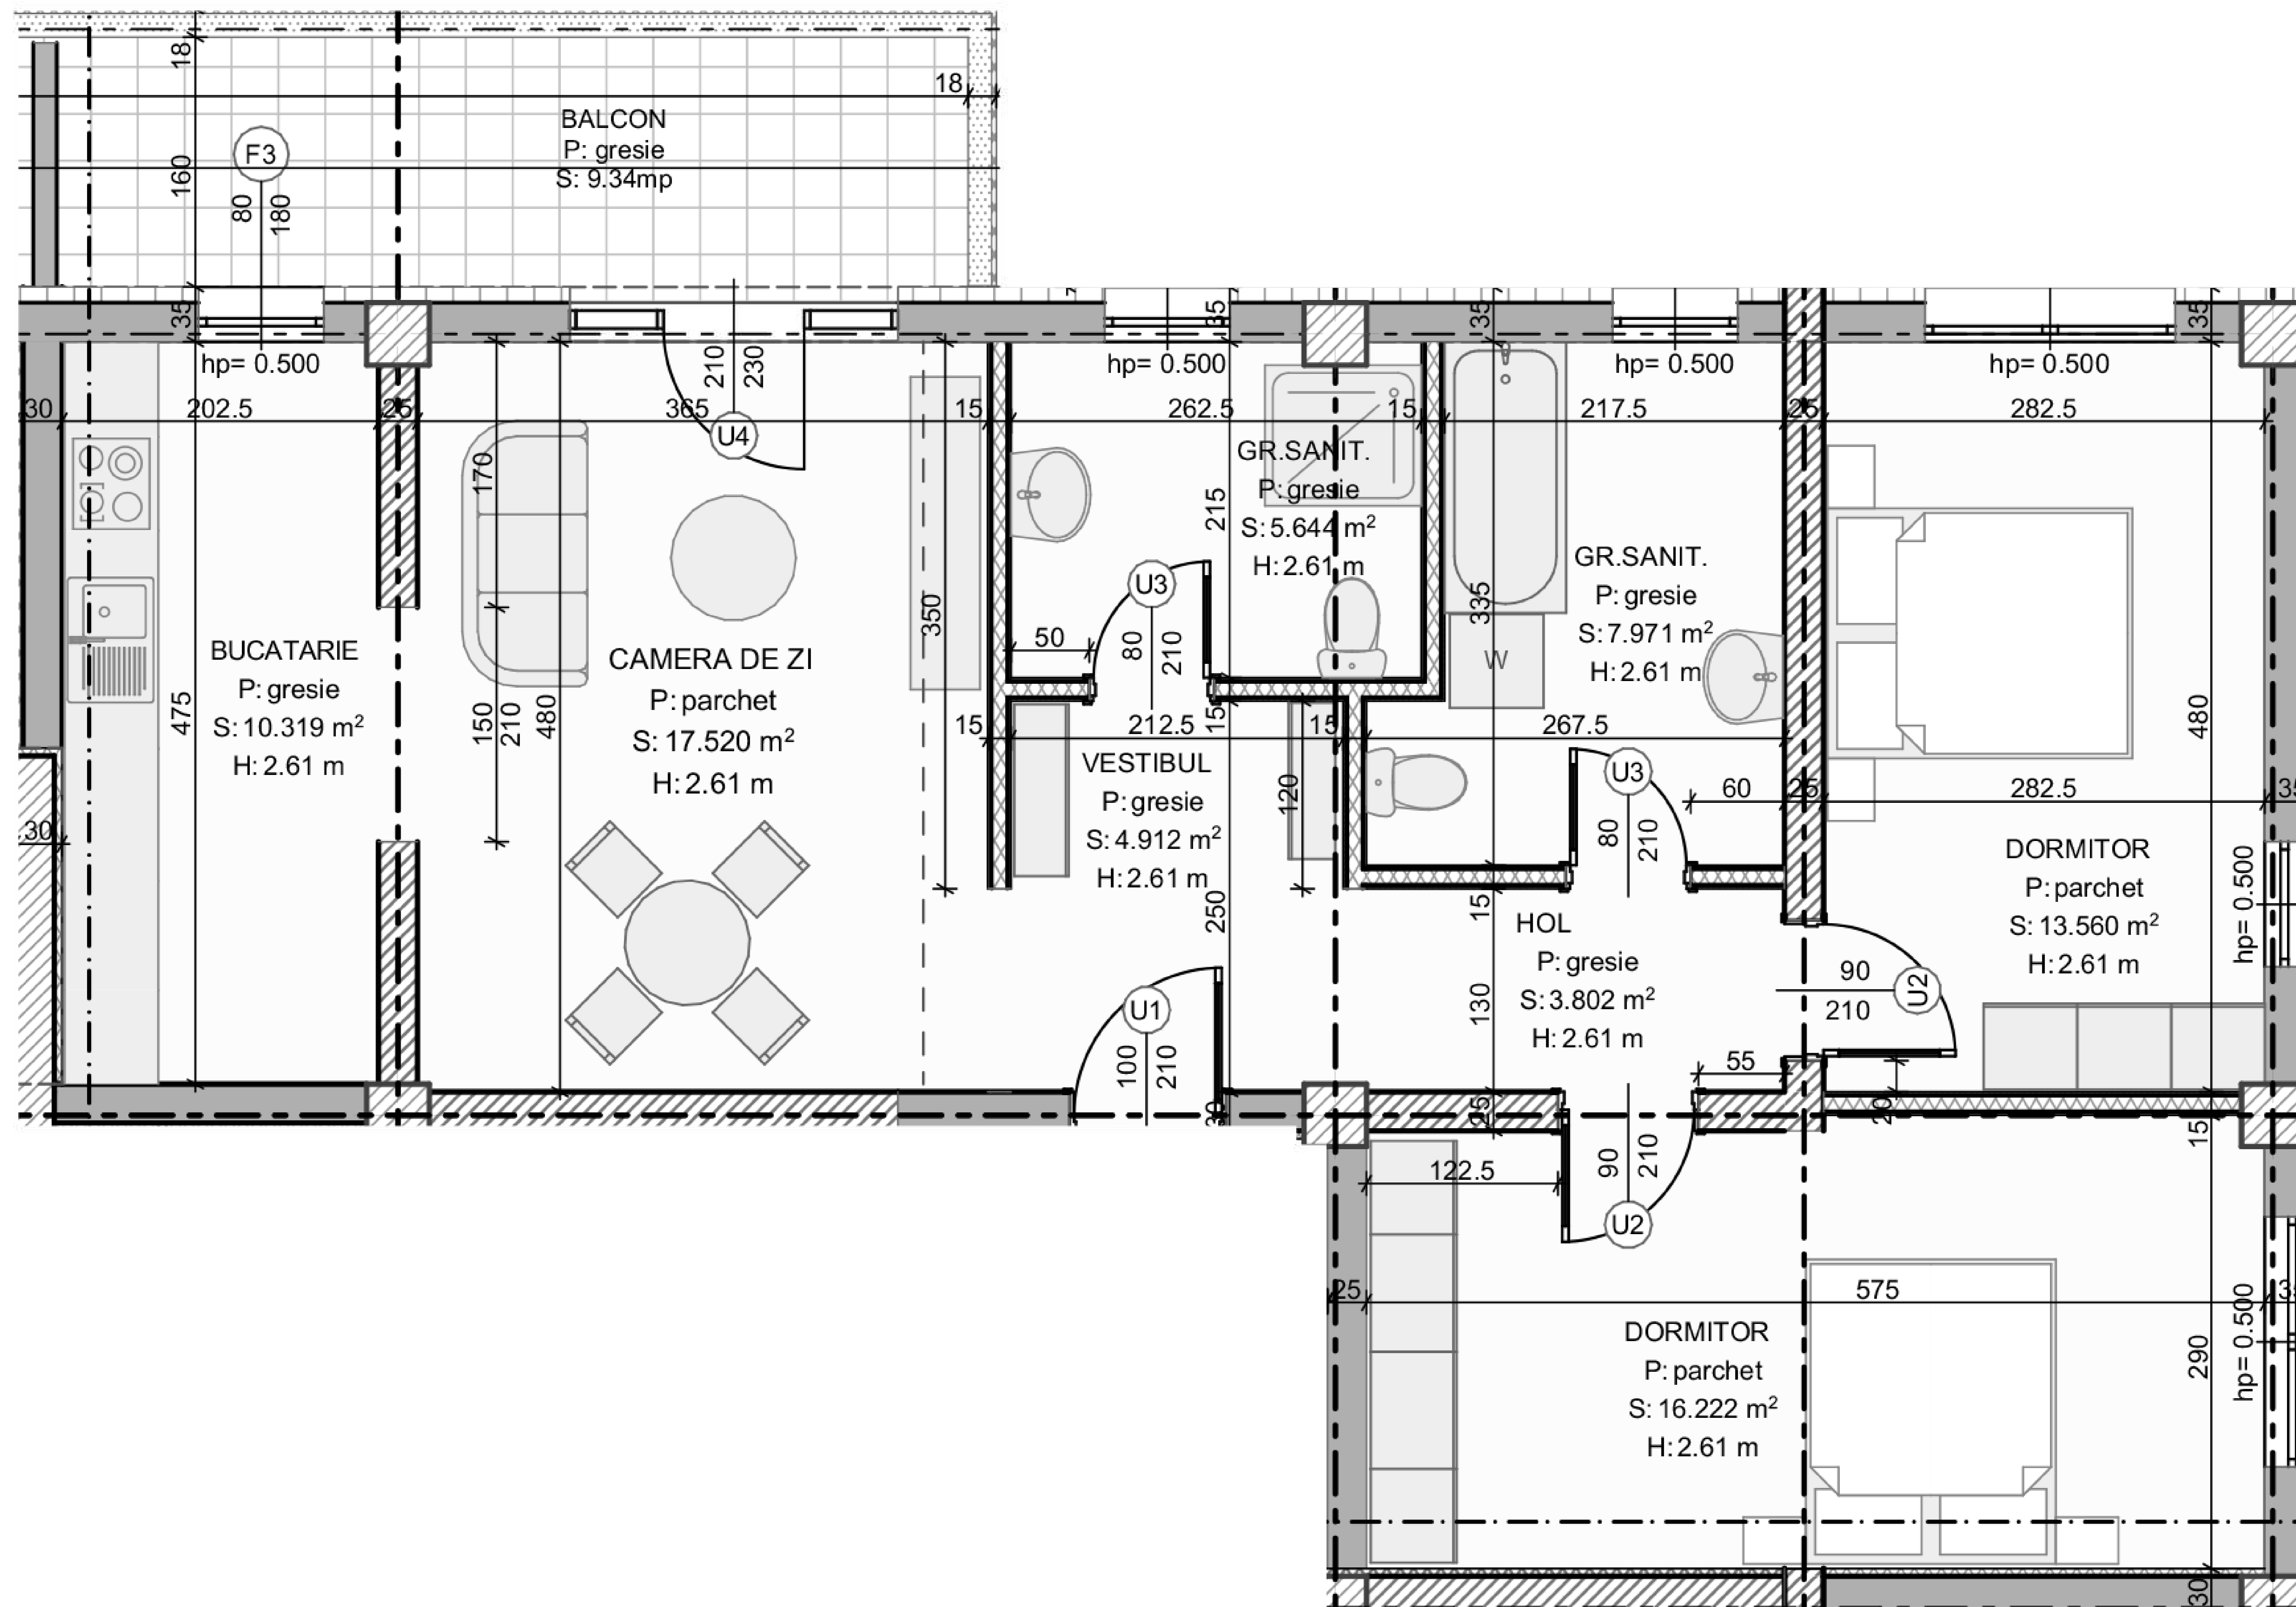 18
18
BALCON
P: gresie
S: 9.34mp
F3
160
80
180
35
35
35
35
hp= 0.500
210
230
hp= 0.500
hp= 0.500
hp= 0.500
30
202.5
25
365
15
262.5
15
217.5
25
282.5
U4
170
GR.SANIT.
P: gresie
S: 5.644 m²
H: 2.61 m
215
GR.SANIT.
P: gresie
S: 7.971 m²
H: 2.61 m
335
U3
350
50
80
210
W
BUCATARIE
P: gresie
S: 10.319 m²
H: 2.61 m
CAMERA DE ZI
P: parchet
S: 17.520 m²
H: 2.61 m
475
150
210
480
480
15
212.5
15
15
267.5
VESTIBUL
P: gresie
S: 4.912 m²
H: 2.61 m
120
U3
60
25
282.5
35
30
80
210
DORMITOR
P: parchet
S: 13.560 m²
H: 2.61 m
hp= 0.500
250
15
HOL
P: gresie
S: 3.802 m²
H: 2.61 m
130
90
210
U2
U1
100
210
55
30
25
20
15
90
210
122.5
U2
25
575
35
DORMITOR
P: parchet
S: 16.222 m²
H: 2.61 m
290
hp= 0.500
30